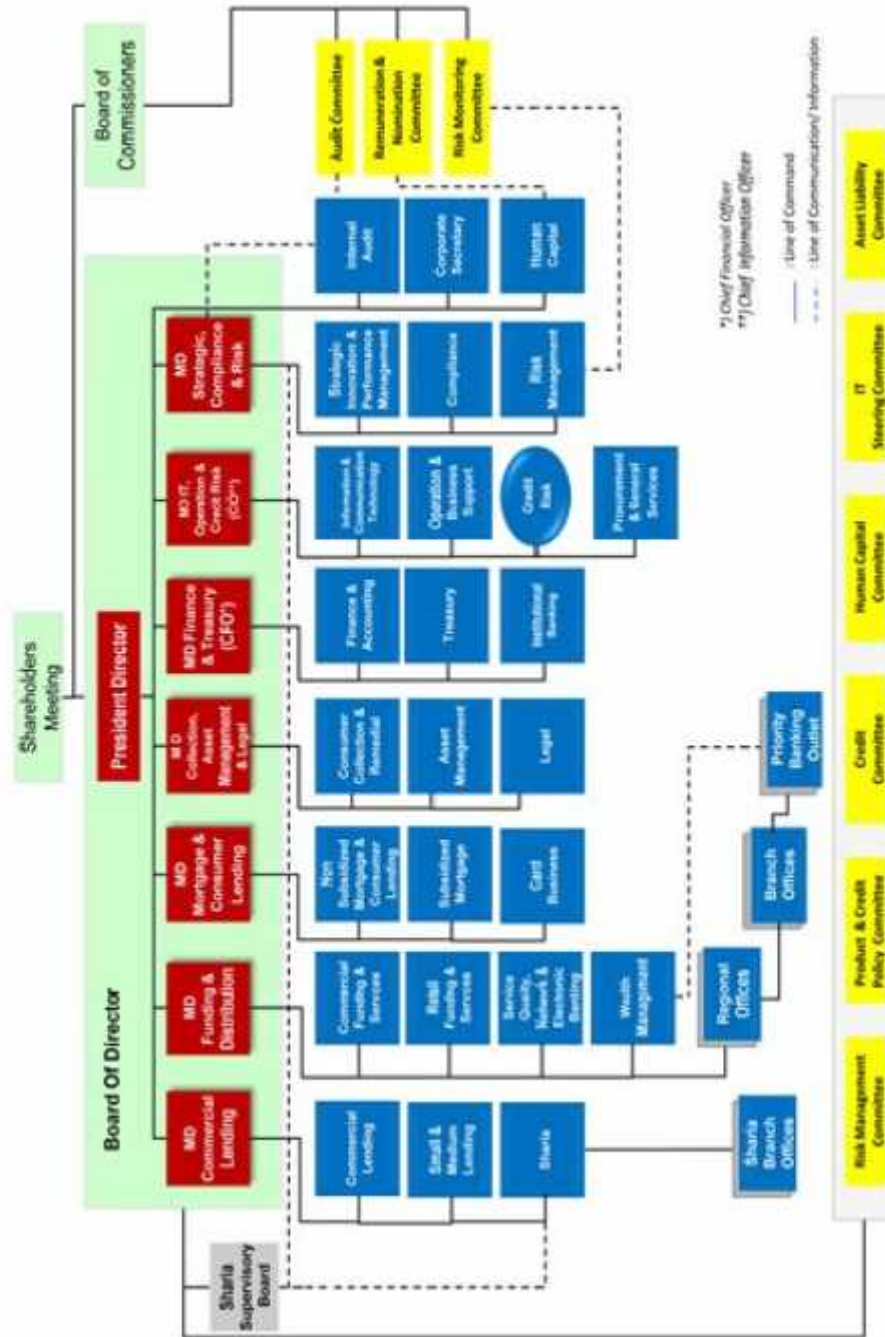 Shareholders
Meeting
Board of
Commissioners
Board Of Director
President Director
Sharia
Supervisory
Board
MD
Commercial
Lending
MD
Funding &
Distribution
MD
Mortgage &
Consumer
Lending
MD
Collection,
Asset
Management
& Legal
MD Finance
& Treasury
(CFO*)
MD IT,
Operation &
Credit Risk
(CIO**)
MD
Strategic,
Compliance
& Risk
Commercial
Lending
Small &
Medium
Lending
Sharia
Sharia
Branch
Offices
Commercial
Funding &
Services
Retail
Funding &
Services
Service
Quality,
Network &
Electronic
Banking
Wealth
Management
Regional
Offices
Branch
Offices
Priority
Banking
Outlet
Non
Subsidized
Mortgage &
Consumer
Lending
Subsidized
Mortgage
Card
Business
Consumer
Collection &
Remedial
Asset
Management
Legal
Finance &
Accounting
Treasury
Institutional
Banking
Information &
Communication
Technology
Operation &
Business
Support
Credit
Risk
Procurement
& General
Services
Strategic
Innovation &
Performance
Management
Compliance
Risk
Management
Internal
Audit
Corporate
Secretary
Human
Capital
Audit Committee
Remuneration &
Nomination
Committee
Risk Monitoring
Committee
*) Chief Financial Officer
**) Chief Information Officer
: Line of Command
: Line of Communication/ Information
Risk Management
Committee
Product & Credit
Policy Committee
Credit
Committee
Human Capital
Committee
IT
Steering Committee
Asset Liability
Committee